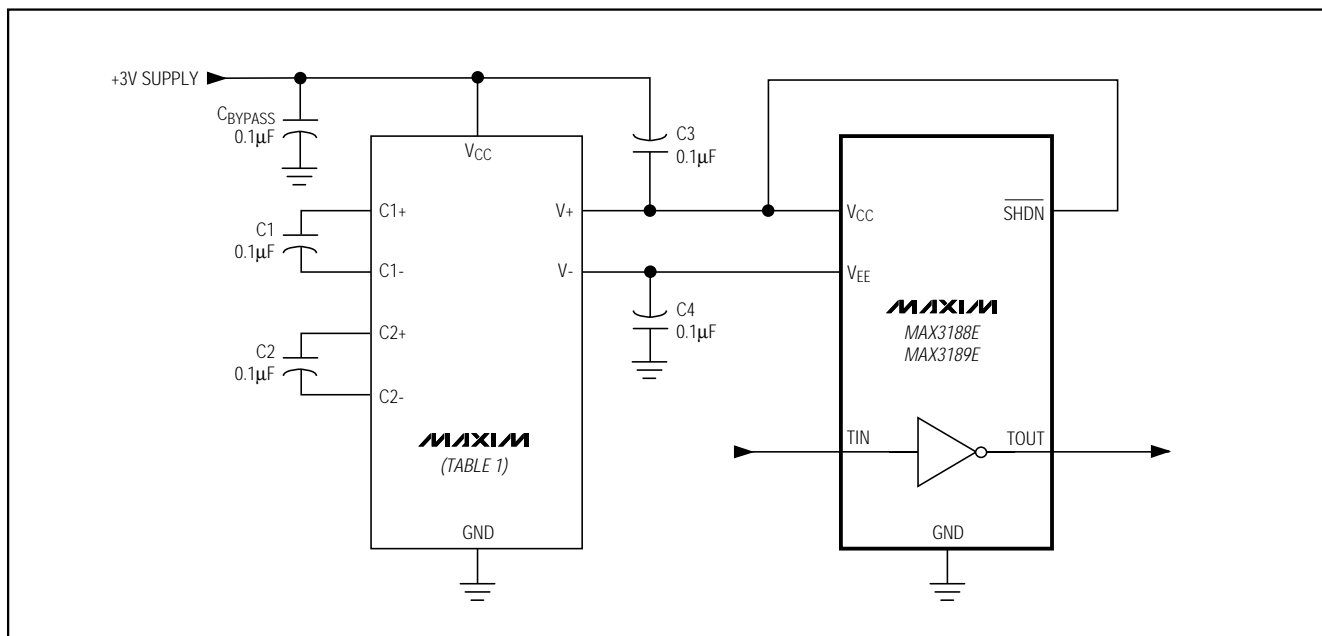 +3V SUPPLY
CBYPASS
0.1µF
C3
0.1µF
VCC
C1+
V+
VCC
SHDN
C1
0.1µF
C1-
V-
VEE
C4
0.1µF
MAXIM
MAX3188E
MAX3189E
C2+
C2
0.1µF
C2-
MAXIM
(TABLE 1)
TIN
TOUT
GND
GND